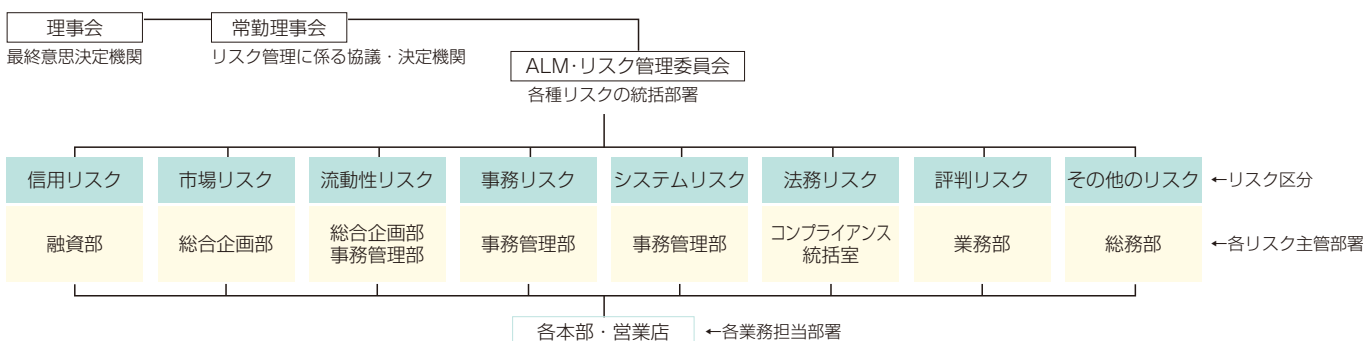 理事会
常勤理事会
最終意思決定機関
リスク管理に係る協議・決定機関
ALM・リスク管理委員会
各種リスクの統括部署
信用リスク
市場リスク
流動性リスク
事務リスク
システムリスク
法務リスク
評判リスク
その他のリスク
←リスク区分
融資部
総合企画部
総合企画部
事務管理部
事務管理部
事務管理部
コンプライアンス
統括室
業務部
総務部
←各リスク主管部署
各本部・営業店
←各業務担当部署